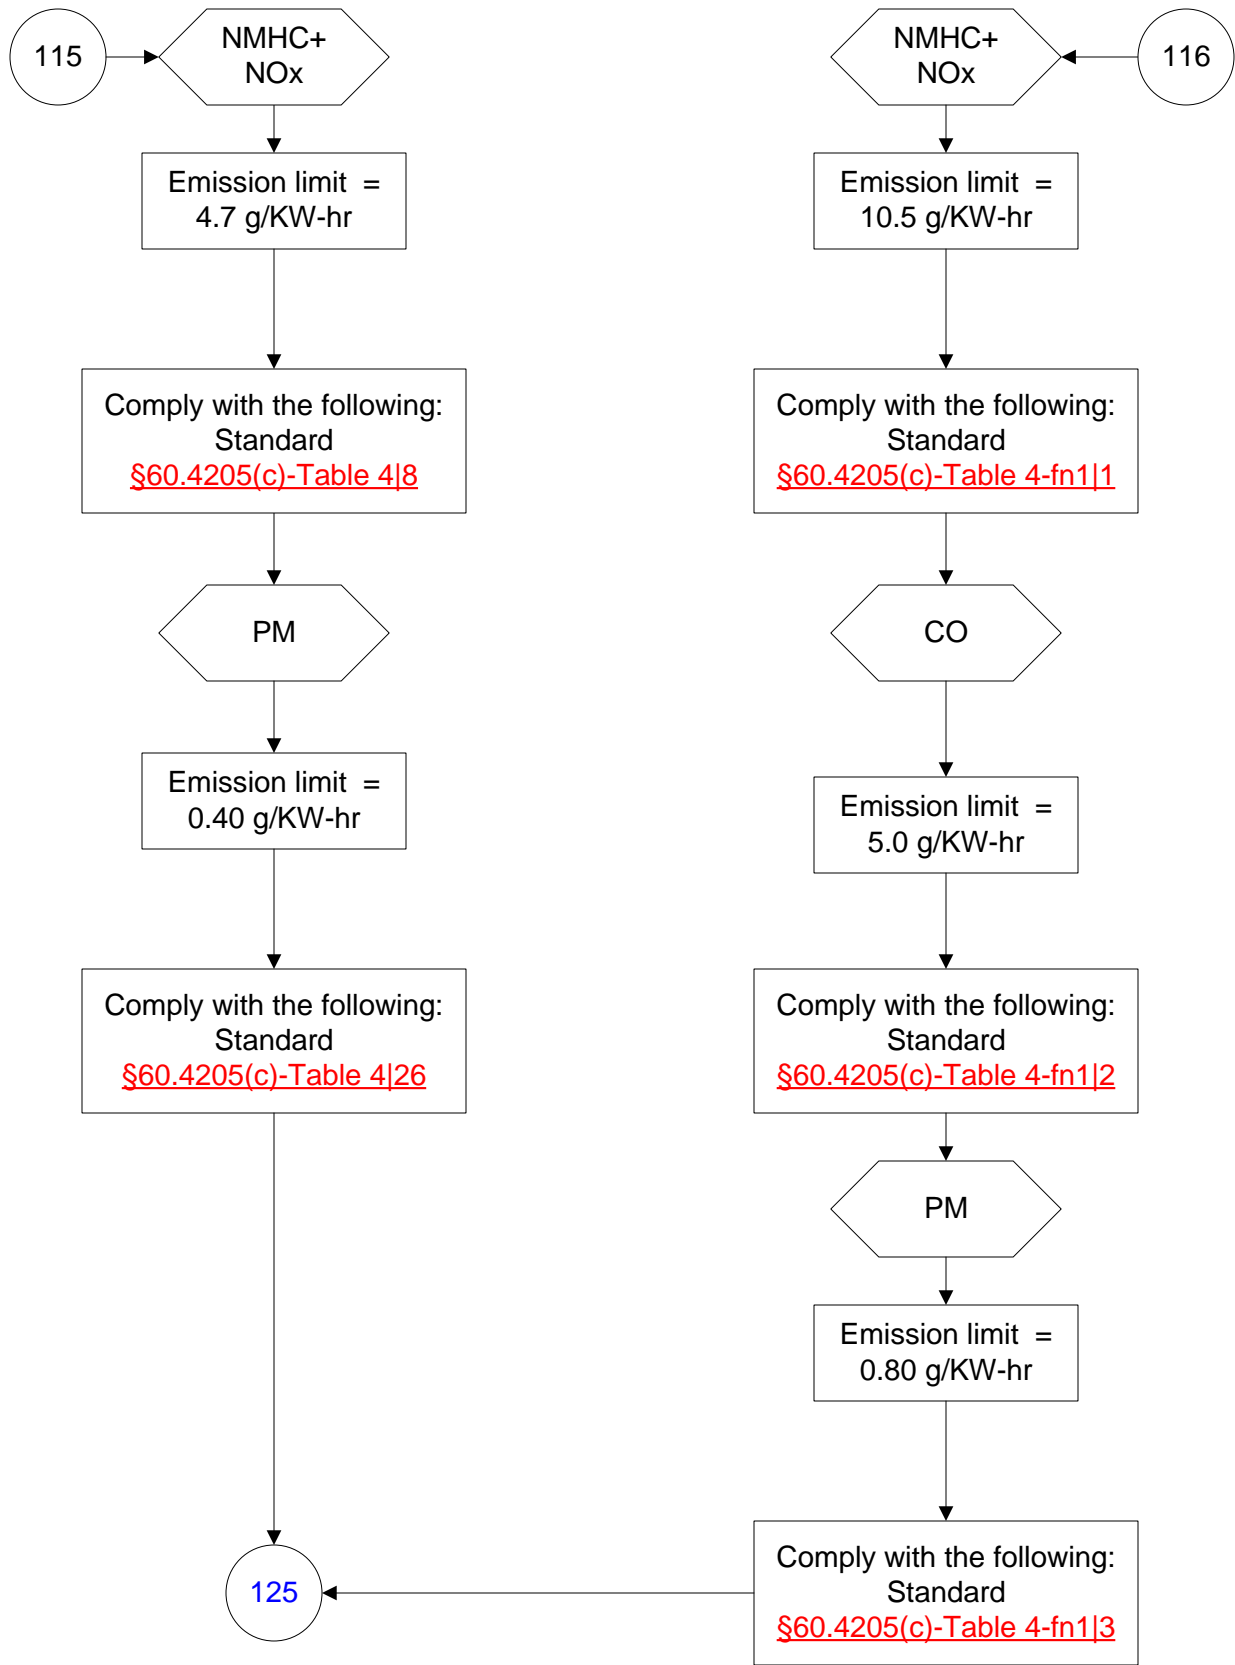 115
NMHC+
NOx
Emission limit  =
4.7 g/KW-hr
Comply with the following:
Standard
§60.4205(c)-Table 4|8
PM
Emission limit  =
0.40 g/KW-hr
Comply with the following:
Standard
§60.4205(c)-Table 4|26
125
116
NMHC+
NOx
Emission limit  =
10.5 g/KW-hr
Comply with the following:
Standard
§60.4205(c)-Table 4-fn1|1
CO
Emission limit  =
5.0 g/KW-hr
Comply with the following:
Standard
§60.4205(c)-Table 4-fn1|2
PM
Emission limit  =
0.80 g/KW-hr
Comply with the following:
Standard
§60.4205(c)-Table 4-fn1|3